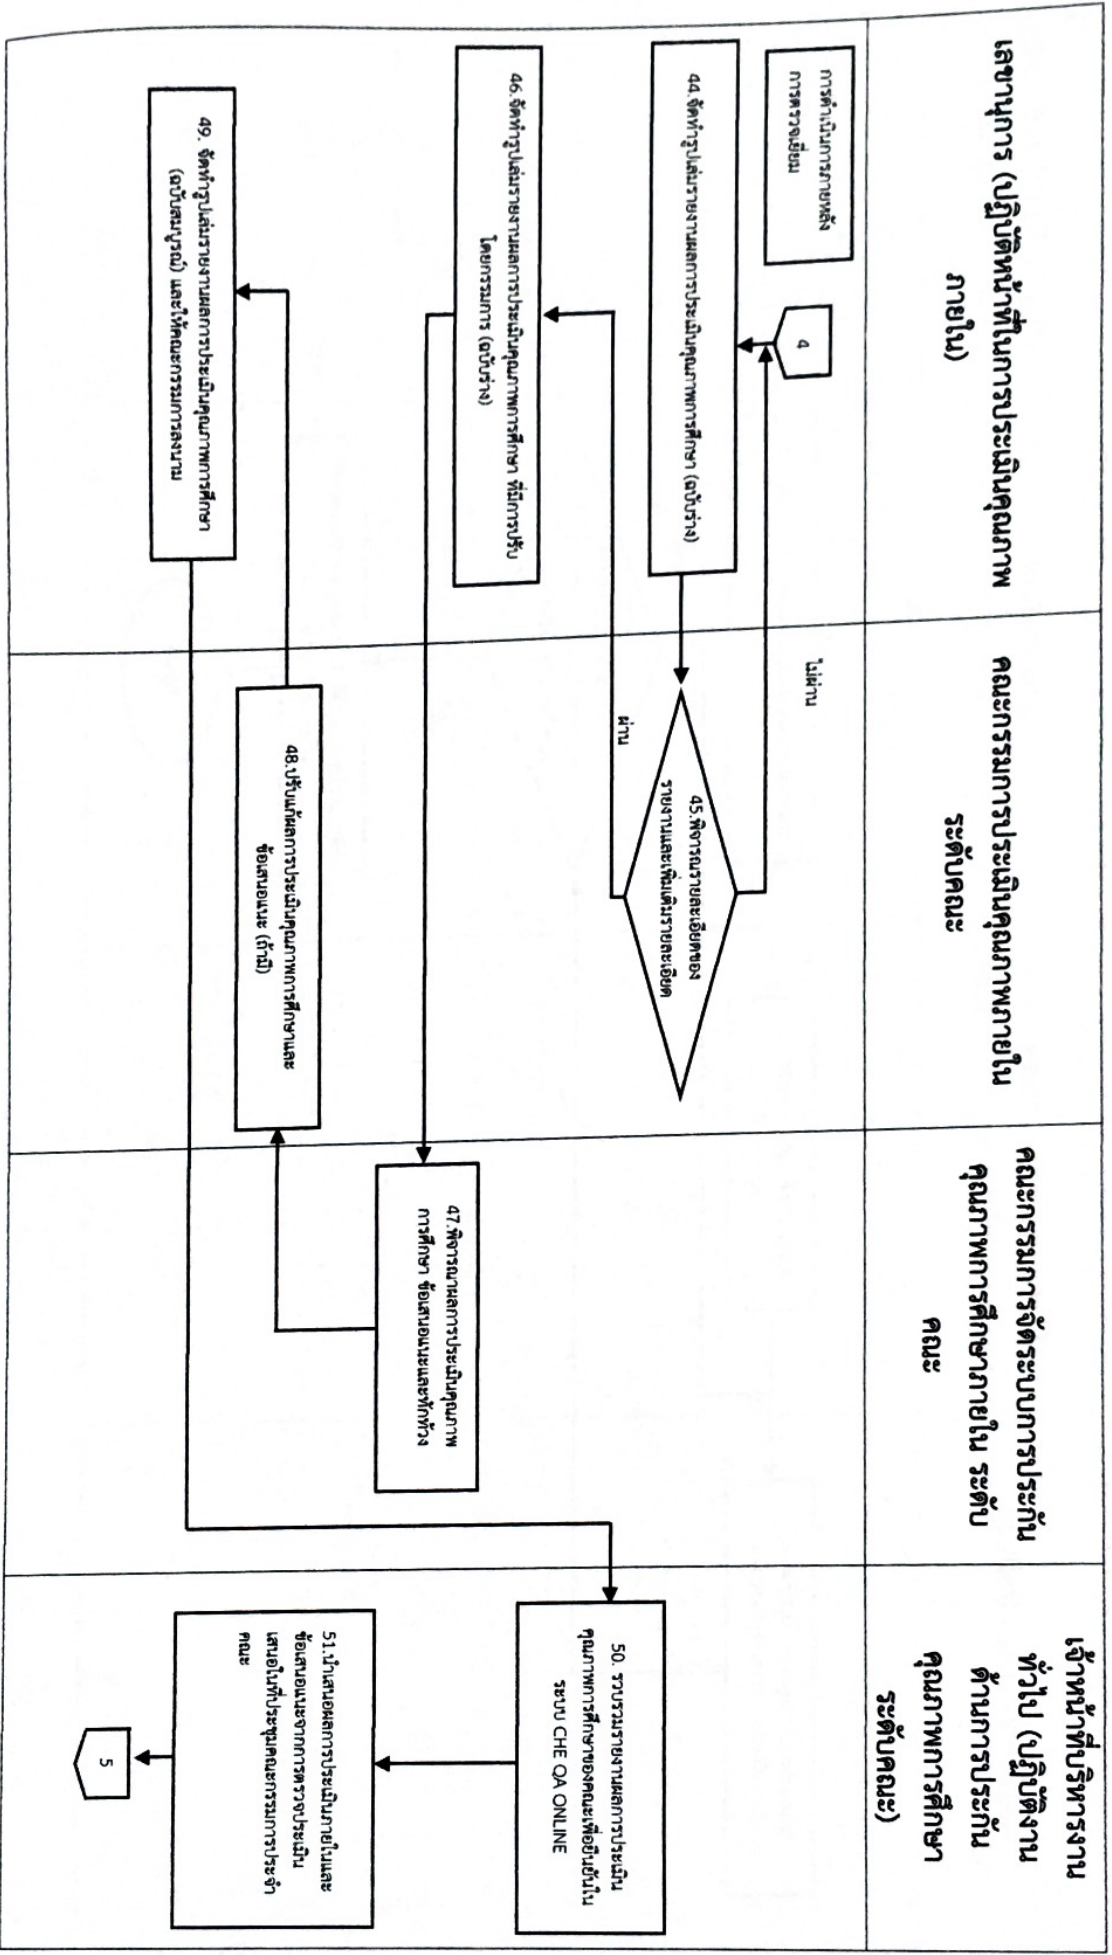 เลขานุการ (ปฏิบัติหน้าที่ในการประเมินคุณภาพ
ภายใน)
คณะกรรมการประเมินคุณภาพภายใน
ระดับคณะ
คณะกรรมการจัดระบบการประกัน
คุณภาพการศึกษาภายใน ระดับ
คณะ
เจ้าหน้าที่บริหารงาน
ทั่วไป (ปฏิบัติงาน
ด้านการประกัน
คุณภาพการศึกษา
ระดับคณะ)
การดำเนินการภายหลัง
การตรวจเยี่ยม
4
ไม่ผ่าน
44.จัดทำรูปเล่มรายงานผลการประเมินคุณภาพการศึกษา (ฉบับร่าง)
45.พิจารณรายละเอียดของ
รายงานและเพิ่มเติมรายละเอียด
ผ่าน
46.จัดทำรูปเล่มรายงานผลการประเมินคุณภาพการศึกษา ที่มีการปรับ
โดยกรรมการ (ฉบับร่าง)
47.พิจารณาผลการประเมินคุณภาพ
การศึกษา ข้อเสนอแนะและทักท้วง
48.ปรับแก้ผลการประเมินคุณภาพการศึกษาและ
ข้อเสนอแนะ (ถ้ามี)
49. จัดทำรูปเล่มรายงานผลการประเมินคุณภาพการศึกษา
(ฉบับสมบูรณ์) และให้คณะกรรมการลงนาม
50. รวบรวมรายงานผลการประเมิน
คุณภาพการศึกษาของคณะเพื่อยืนยันใน
ระบบ CHE QA ONLINE
51.นำเสนอผลการประเมินภายในและ
ข้อเสนอแนะจากการตรวจประเมิน
เสนอในที่ประชุมคณะกรรมการประจำ
คณะ
5